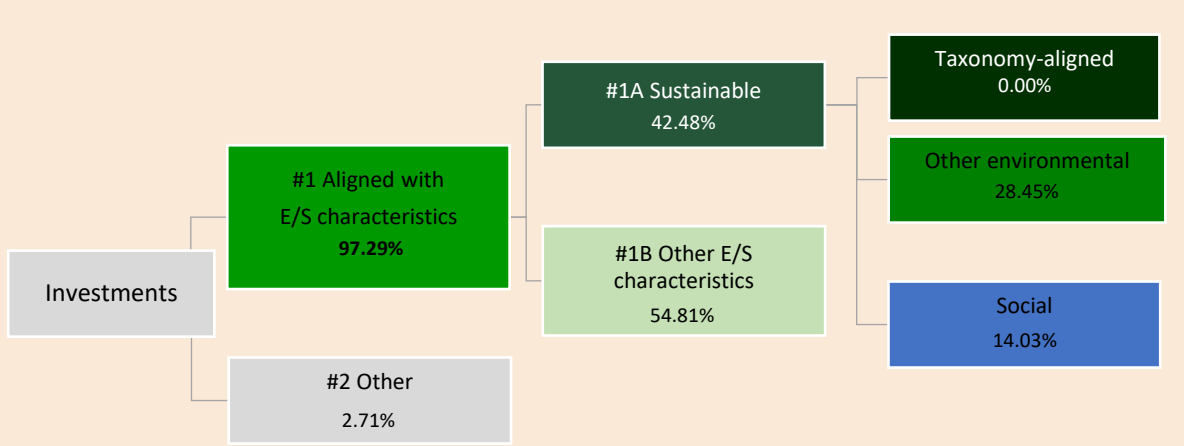 Investments
#1 Aligned with
E/S characteristics
97.29%
#2 Other
2.71%
#1A Sustainable
42.48%
#1B Other E/S
characteristics
54.81%
Taxonomy-aligned
0.00%
Other environmental
28.45%
Social
14.03%